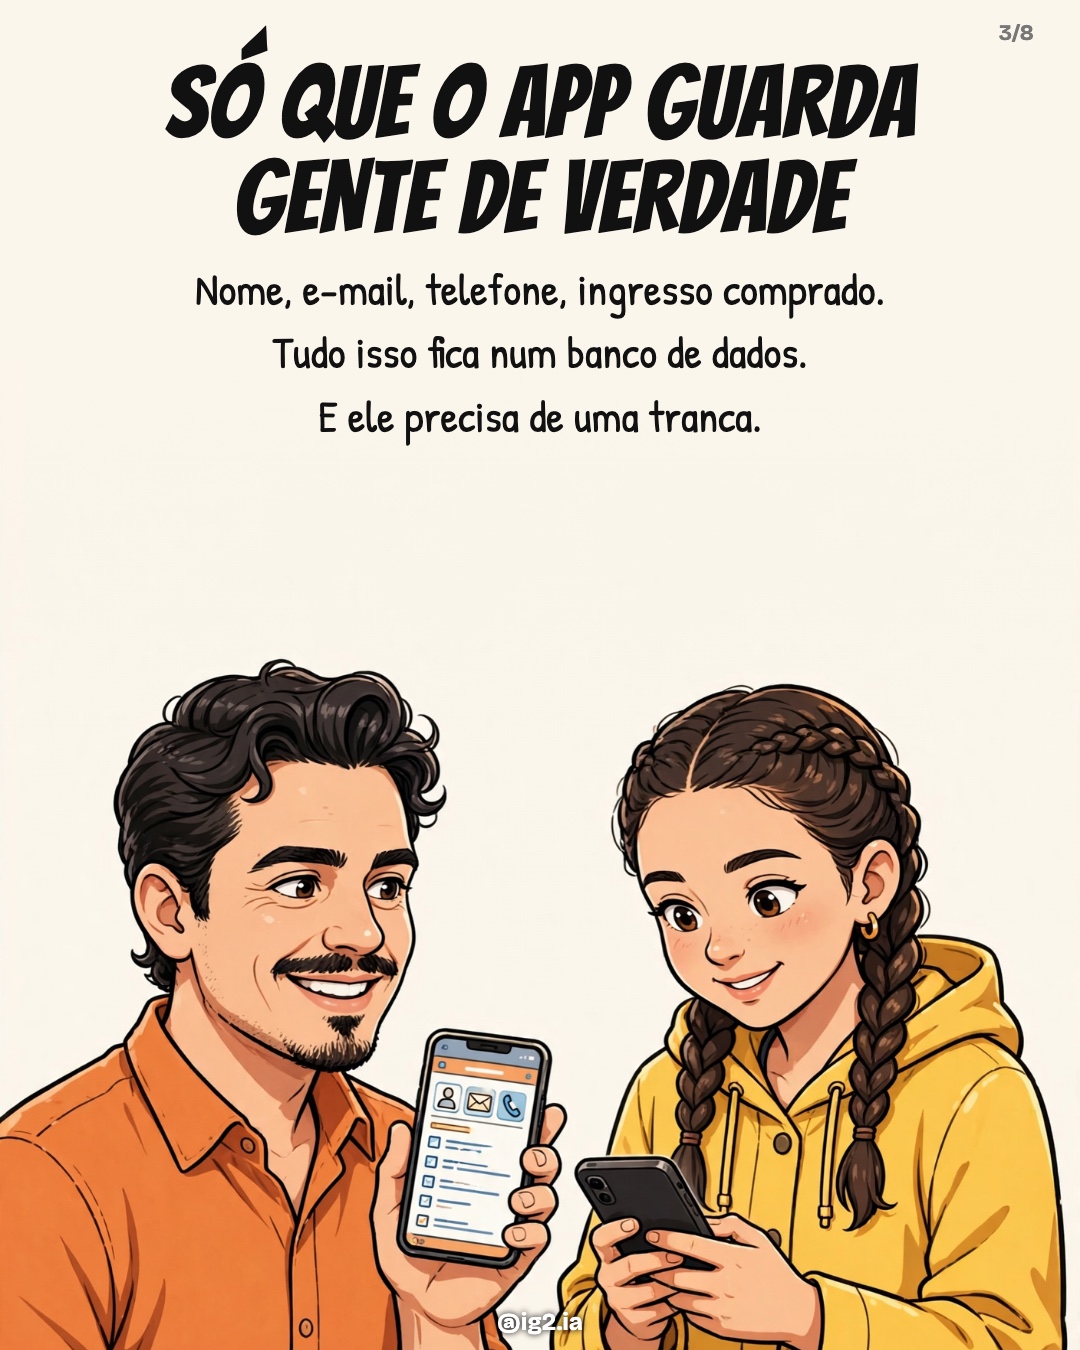 3/8
SÓ QUE O APP GUARDA
GENTE DE VERDADE
Nome, e-mail, telefone, ingresso comprado.
Tudo isso fica num banco de dados.
E ele precisa de uma tranca.
@ig2.ia